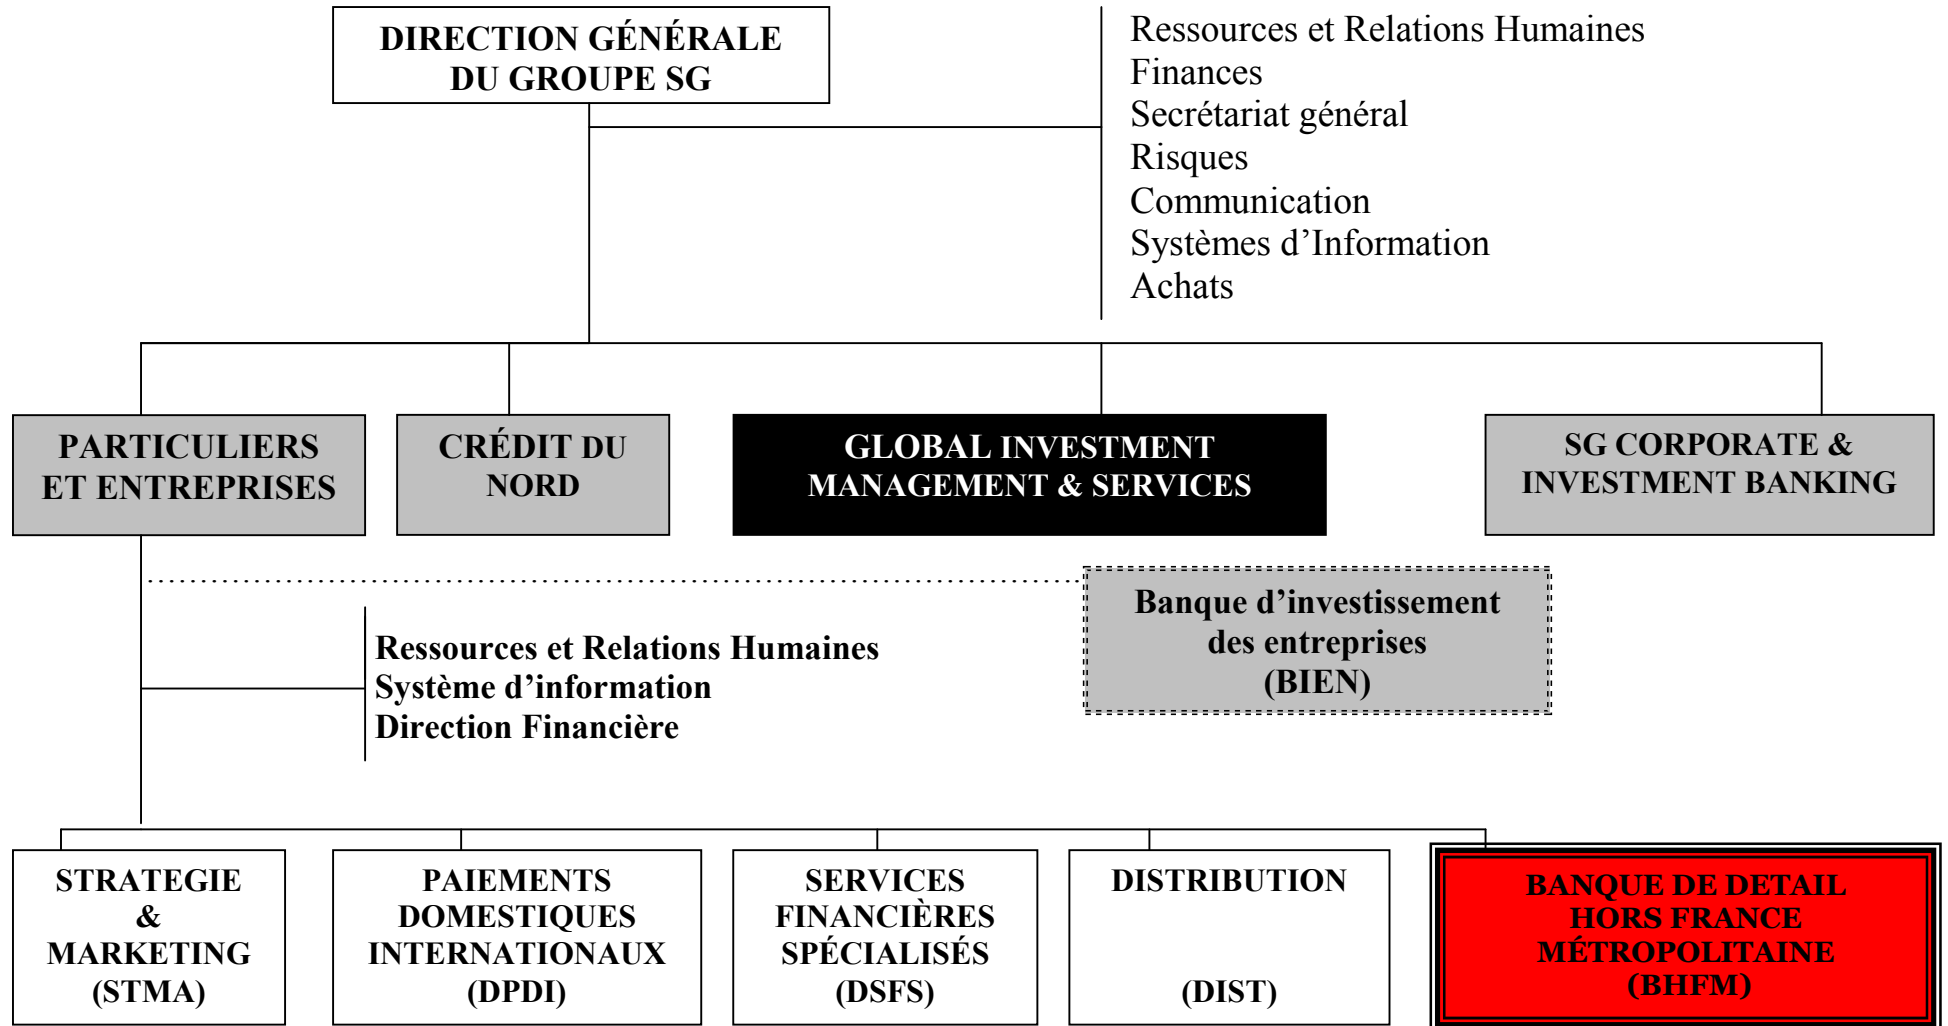 DIRECTION GÉNÉRALE
DU GROUPE SG
Ressources et Relations Humaines
Finances
Secrétariat général
Risques
Communication
Systèmes d’Information
Achats
PARTICULIERS
ET ENTREPRISES
CRÉDIT DU
NORD
GLOBAL INVESTMENT
MANAGEMENT & SERVICES
SG CORPORATE &
INVESTMENT BANKING
Banque d’investissement
des entreprises
(BIEN)
Ressources et Relations Humaines
Système d’information
Direction Financière
STRATEGIE
&
MARKETING
(STMA)
PAIEMENTS
DOMESTIQUES
INTERNATIONAUX
(DPDI)
SERVICES
FINANCIÈRES
SPÉCIALISÉS
(DSFS)
DISTRIBUTION
(DIST)
BANQUE DE DETAIL
HORS FRANCE
MÉTROPOLITAINE
(BHFM)